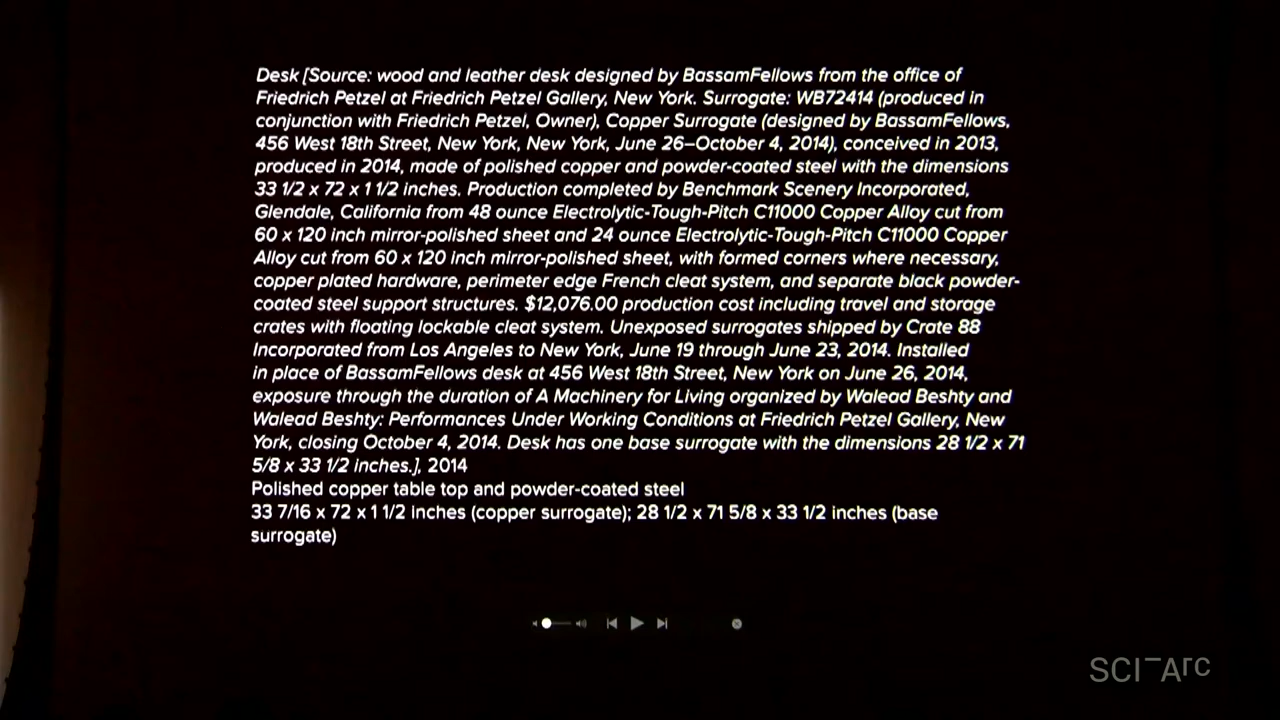 Desk [Source: wood and leather desk designed by BassamFellows from the office of
Friedrich Petzel at Friedrich Petzel Gallery, New York. Surrogate: WB72414 (produced in
conjunction with Friedrich Petzel, Owner), Copper Surrogate (designed by BassamFellows,
456 West 18th Street, New York, New York, June 26–October 4, 2014), conceived in 2013,
produced in 2014, made of polished copper and powder-coated steel with the dimensions
33 1/2 x 72 x 1 1/2 inches. Production completed by Benchmark Scenery Incorporated,
Glendale, California from 48 ounce Electrolytic-Tough-Pitch C11000 Copper Alloy cut from
60 x 120 inch mirror-polished sheet and 24 ounce Electrolytic-Tough-Pitch C11000 Copper
Alloy cut from 60 x 120 inch mirror-polished sheet, with formed corners where necessary,
copper plated hardware, perimeter edge French cleat system, and separate black powder-
coated steel support structures. $12,076.00 production cost including travel and storage
crates with floating lockable cleat system. Unexposed surrogates shipped by Crate 88
Incorporated from Los Angeles to New York, June 19 through June 23, 2014. Installed
in place of BassamFellows desk at 456 West 18th Street, New York on June 26, 2014,
exposure through the duration of A Machinery for Living organized by Walead Beshty and
Walead Beshty: Performances Under Working Conditions at Friedrich Petzel Gallery, New
York, closing October 4, 2014. Desk has one base surrogate with the dimensions 28 1/2 x 71
5/8 x 33 1/2 inches.], 2014
Polished copper table top and powder-coated steel
33 7/16 x 72 x 1 1/2 inches (copper surrogate); 28 1/2 x 71 5/8 x 33 1/2 inches (base
surrogate)
SCI-Arc